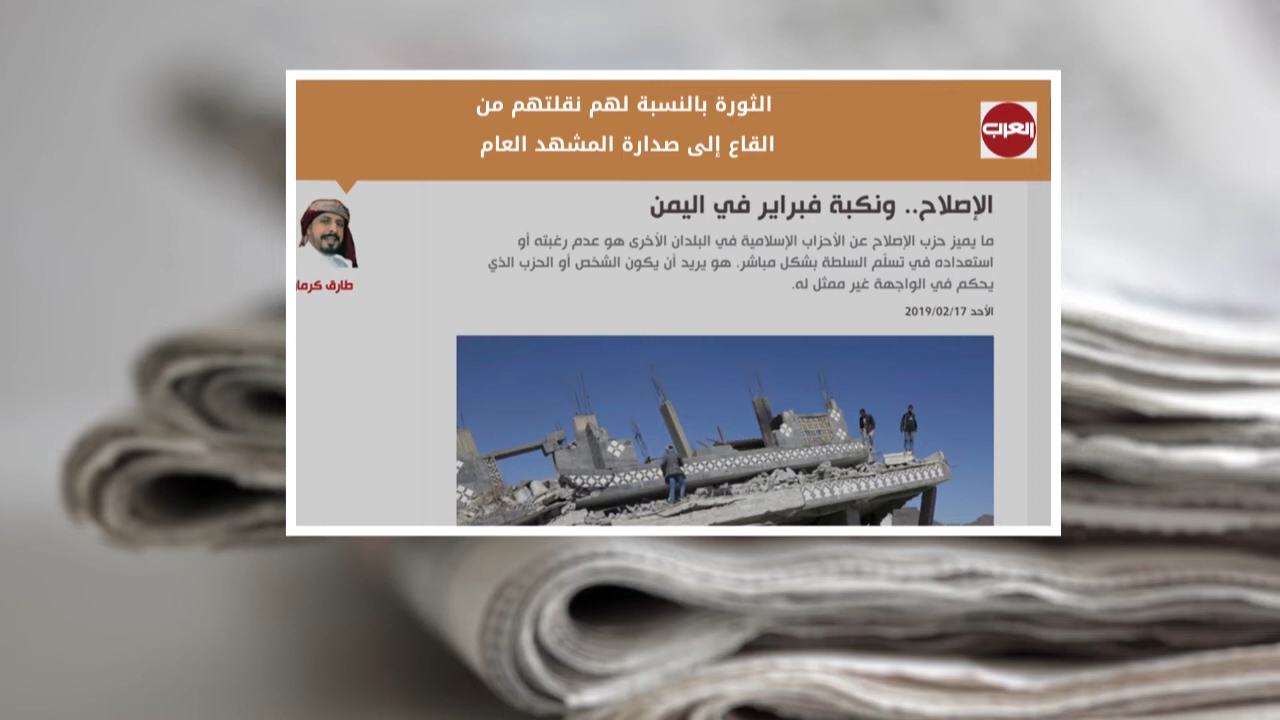 الثورة بالنسبة لهم نقلتهم من
القاع إلى صدارة المشهد العام
العرب
الإصلاح.. ونكبة فبراير في اليمن
ما يميز حزب الإصلاح عن الأحزاب الإسلامية في البلدان الأخرى هو عدم رغبته أو
استعداده في تسلّم السلطة بشكل مباشر. هو يريد أن يكون الشخص أو الحزب الذي
يحكم في الواجهة غير ممثل له.
الأحد 2019/02/17
طارق